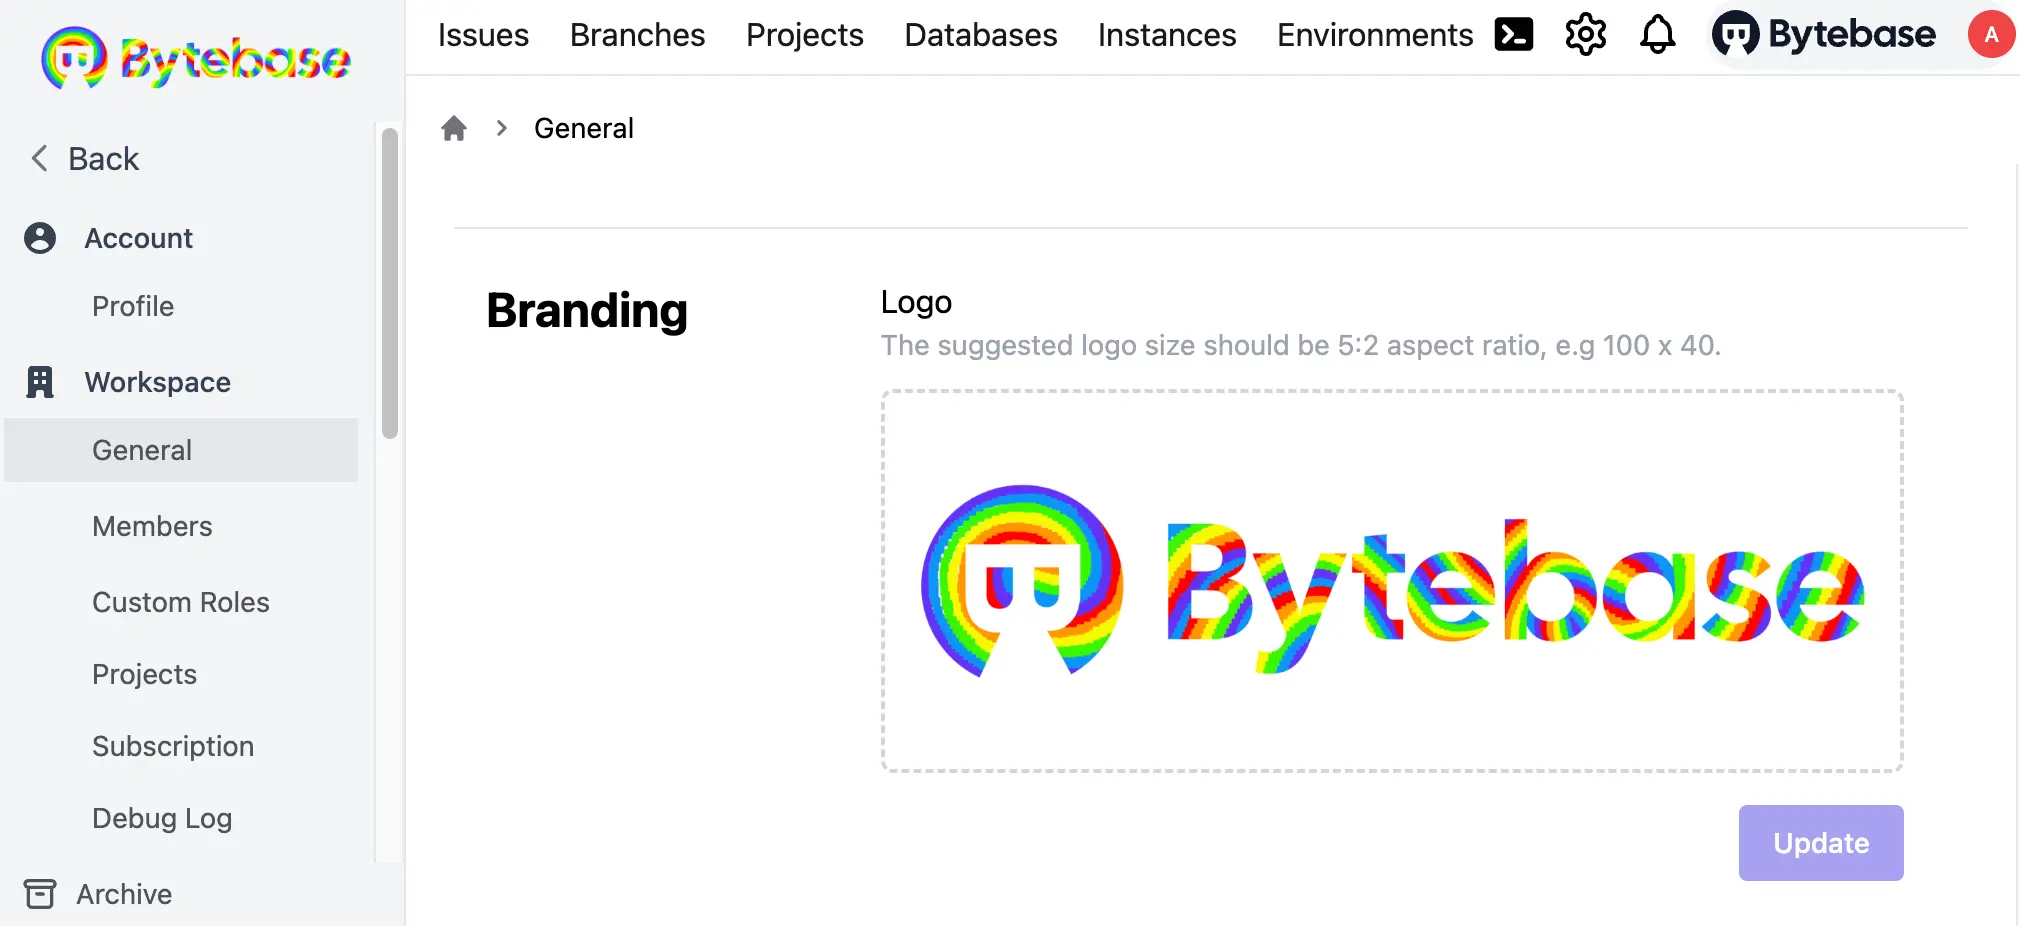 Bytebase
Issues Branches Projects Databases Instances Environments Bytebase A
General
Back
Account
Profile
Workspace
General
Members
Custom Roles
Projects
Subscription
Debug Log
Archive
Branding
Logo
The suggested logo size should be 5:2 aspect ratio, e.g 100 x 40.
Bytebase
Update